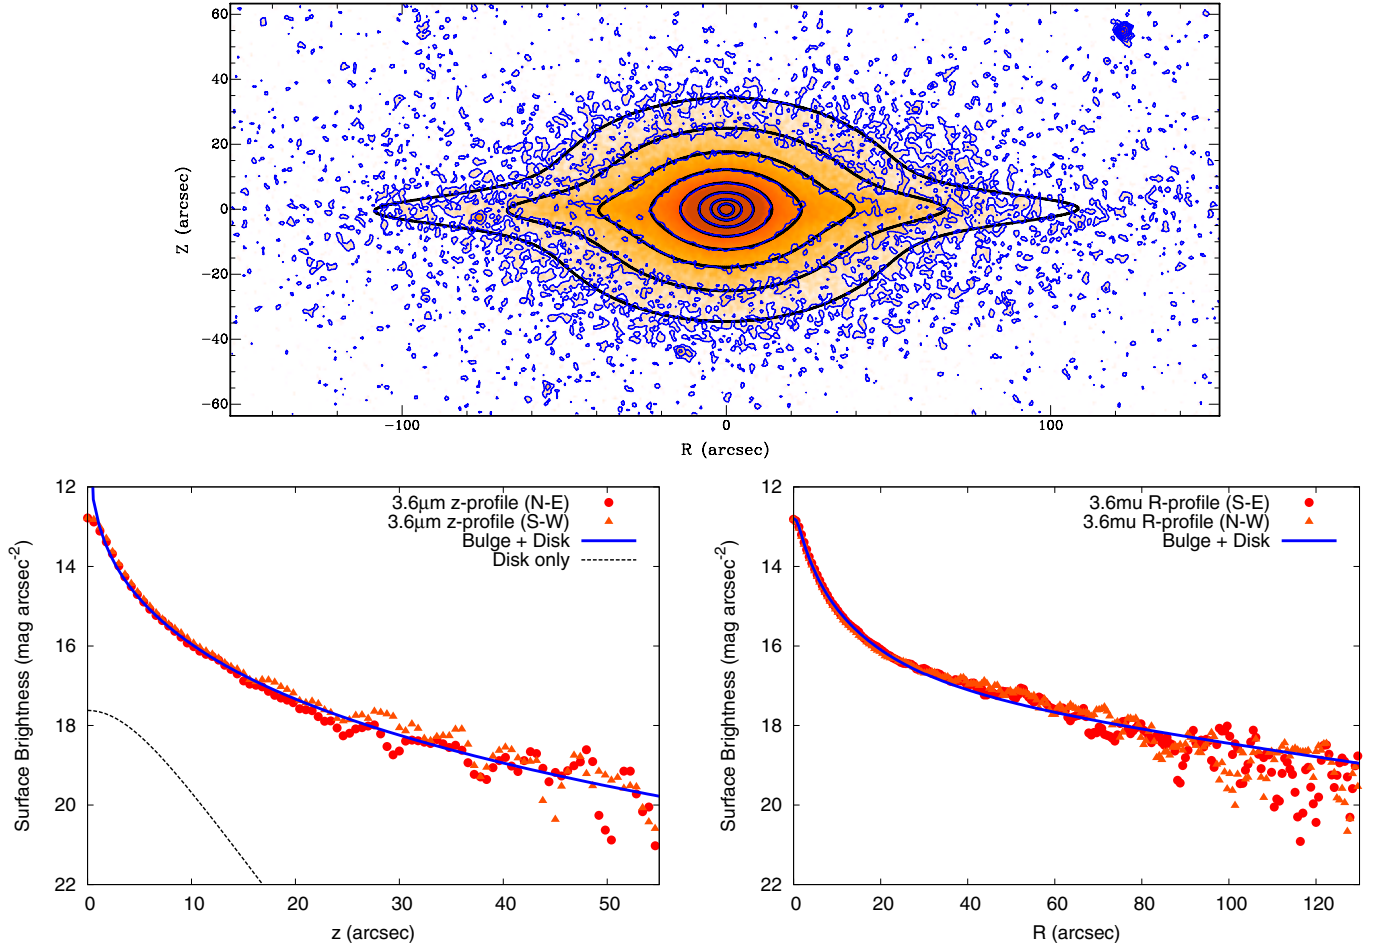 60
40
20
0
−20
−40
−60
Z (arcsec)
−100
0
100
R (arcsec)
12
14
16
18
20
22
Surface Brightness (mag arcsec-2)
3.6μm z-profile (N-E)
3.6μm z-profile (S-W)
Bulge + Disk
Disk only
0 10 20 30 40 50
z (arcsec)
12
14
16
18
20
22
Surface Brightness (mag arcsec-2)
3.6mu R-profile (S-E)
3.6mu R-profile (N-W)
Bulge + Disk
0 20 40 60 80 100 120
R (arcsec)